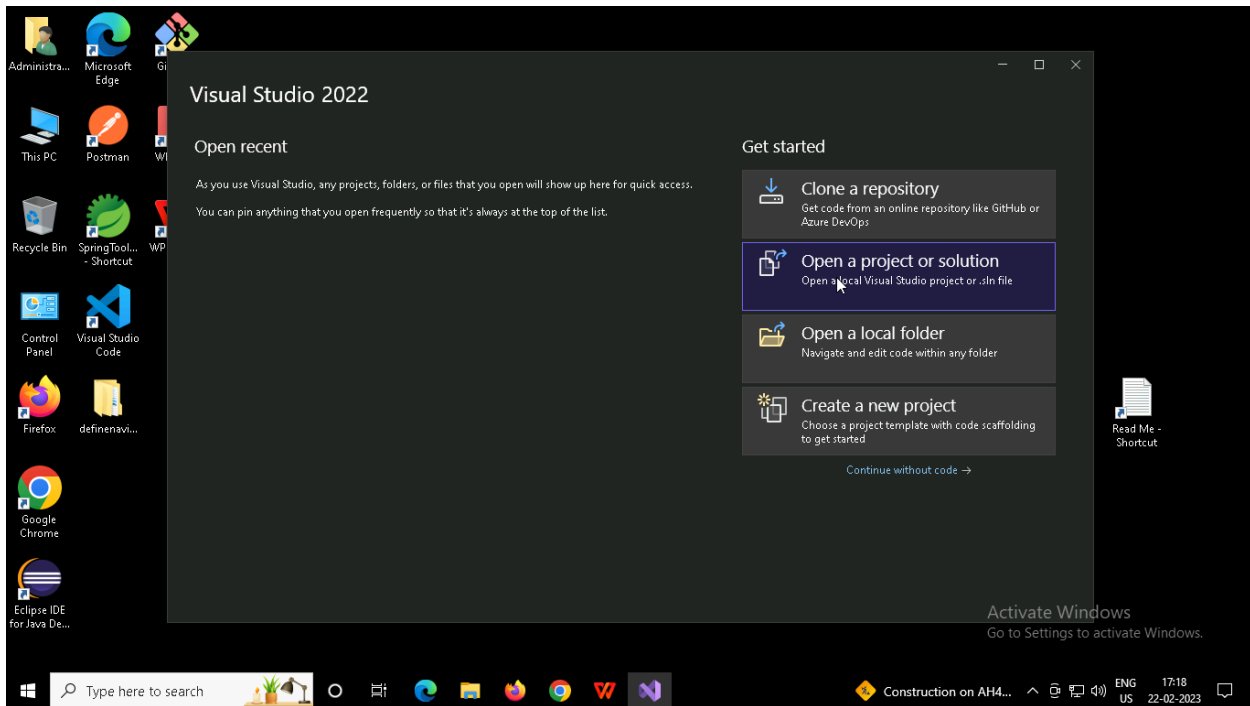 Administra...
Microsoft
Edge
Gi
This PC
Postman
Recycle Bin
SpringTool...
- Shortcut
WP
Control
Panel
Visual Studio
Code
Firefox
definenavi...
Google
Chrome
Eclipse IDE
for Java De...
Visual Studio 2022
Open recent
As you use Visual Studio, any projects, folders, or files that you open will show up here for quick access.
You can pin anything that you open frequently so that it's always at the top of the list.
Get started
Clone a repository
Get code from an online repository like GitHub or
Azure DevOps
Open a project or solution
Open a local Visual Studio project or .sln file
Open a local folder
Navigate and edit code within any folder
Create a new project
Choose a project template with code scaffolding
to get started
Continue without code →
Read Me -
Shortcut
Activate Windows
Go to Settings to activate Windows.
Type here to search
Construction on AH4...
ENG
US
17:18
22-02-2023